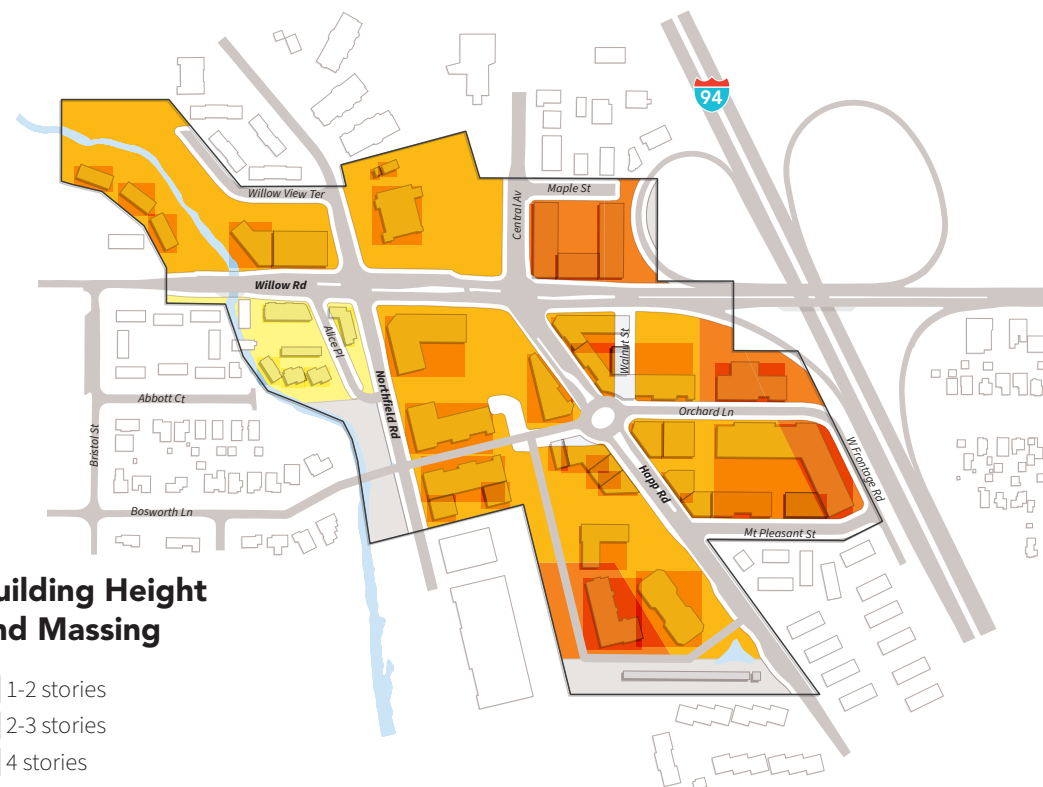 94
Maple St
Central Av
Willow View Ter
Willow Rd
Alice Pl
Walnut St
Northfield Rd
Abbott Ct
Orchard Ln
Bristol St
W Frontage Rd
Happ Rd
Bosworth Ln
Mt Pleasant St
uilding Height
nd Massing
1-2 stories
2-3 stories
4 stories